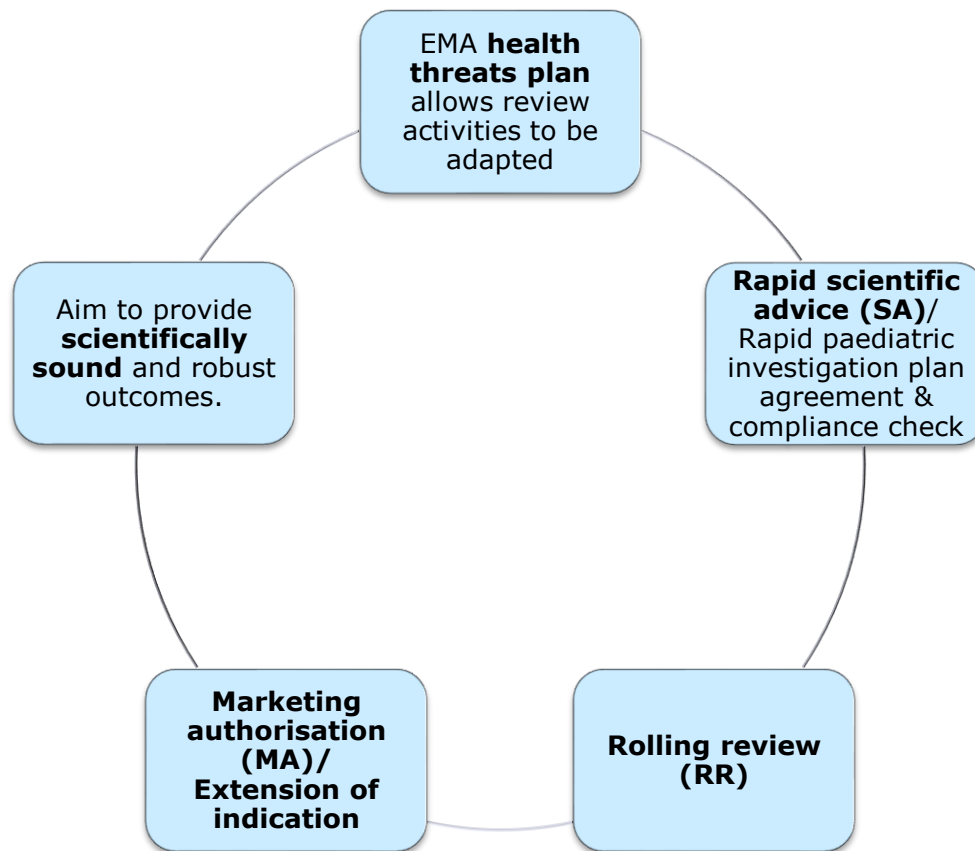 EMA health
threats plan
allows review
activities to be
adapted
Rapid scientific
advice (SA)/
Rapid paediatric
investigation plan
agreement &
compliance check
Rolling review
(RR)
Marketing
authorisation
(MA)/
Extension of
indication
Aim to provide
scientifically
sound and robust
outcomes.